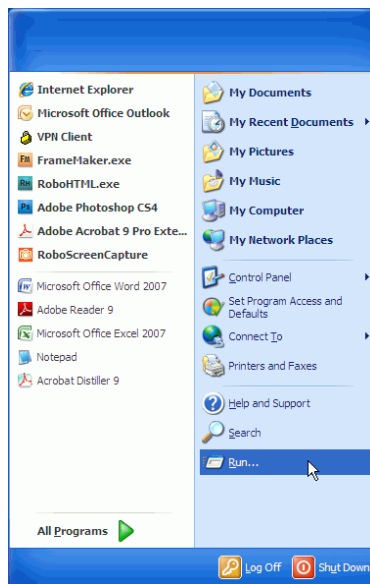 Internet Explorer
Microsoft Office Outlook
VPN Client
FrameMaker.exe
RoboHTML.exe
Adobe Photoshop CS4
Adobe Acrobat 9 Pro Exte...
RoboScreenCapture
Microsoft Office Word 2007
Adobe Reader 9
Microsoft Office Excel 2007
Notepad
Acrobat Distiller 9
All Programs
My Documents
My Recent Documents
My Pictures
My Music
My Computer
My Network Places
Control Panel
Set Program Access and
Defaults
Connect To
Printers and Faxes
Help and Support
Search
Run...
Log Off
Shut Down